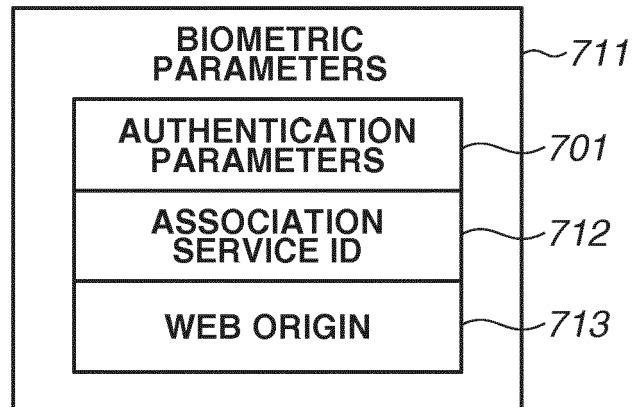 BIOMETRIC
PARAMETERS
711
AUTHENTICATION
PARAMETERS
701
ASSOCIATION
SERVICE ID
712
WEB ORIGIN
713